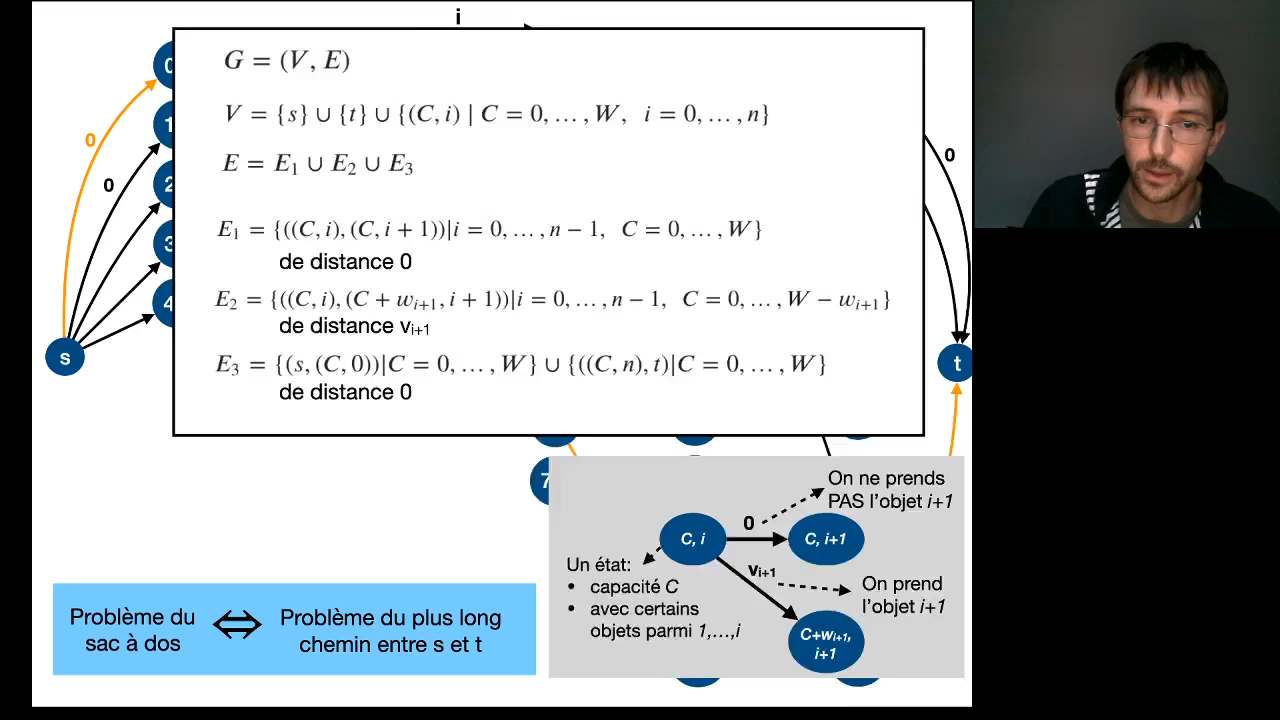 i
0
1
2
3
4
0
0
s
G = (V, E)
V = {s} ∪ {t} ∪ {(C, i) | C = 0, … , W, i = 0, … , n}
E = E₁ ∪ E₂ ∪ E₃
E₁ = {((C, i), (C, i + 1))|i = 0, … , n − 1, C = 0, … , W}
de distance 0
E₂ = {((C, i), (C + wᵢ₊₁, i + 1))|i = 0, … , n − 1, C = 0, … , W − wᵢ₊₁}
de distance vᵢ₊₁
E₃ = {(s, (C, 0))|C = 0, … , W} ∪ {((C, n), t)|C = 0, … , W}
de distance 0
0
t
7
On ne prends
PAS l'objet i+1
0
C, i
C, i+1
Un état:
• capacité C
• avec certains
objets parmi 1,…,i
vᵢ₊₁
On prend
l'objet i+1
C+wᵢ₊₁,
i+1
Problème du
sac à dos
⇔
Problème du plus long
chemin entre s et t